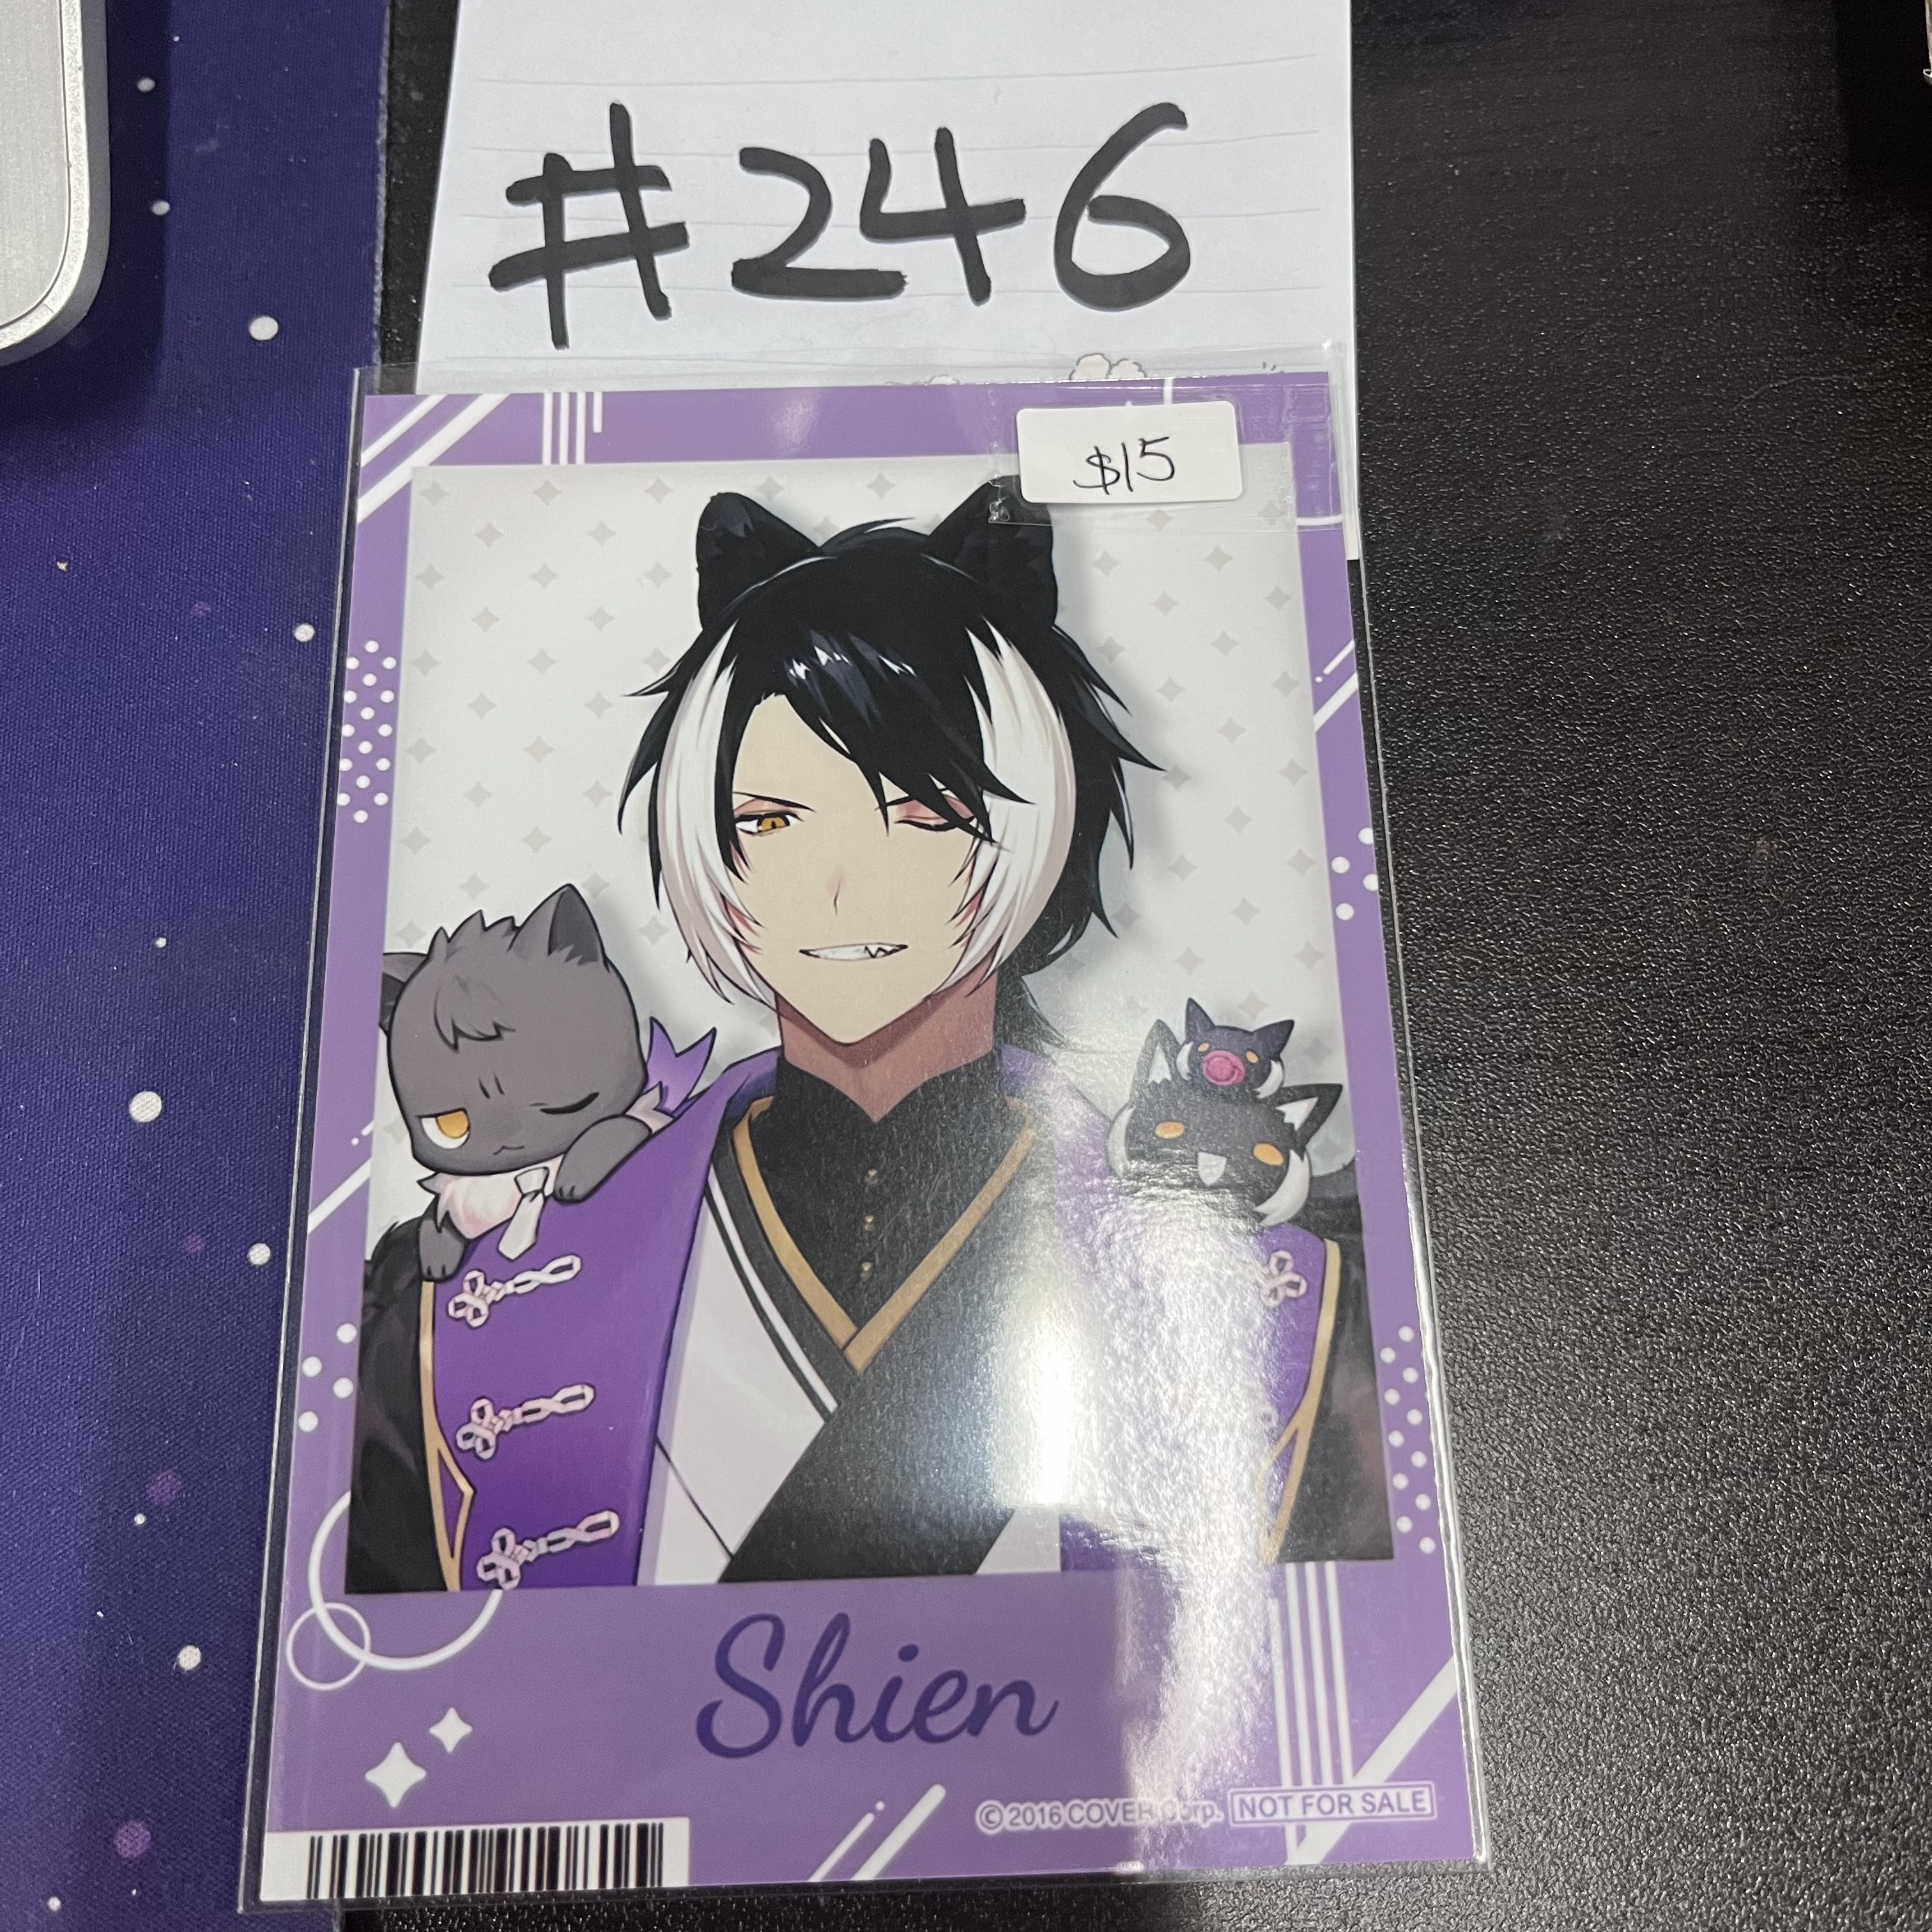 #246
$15
Shien
© 2016 COVER Corp. NOT FOR SALE